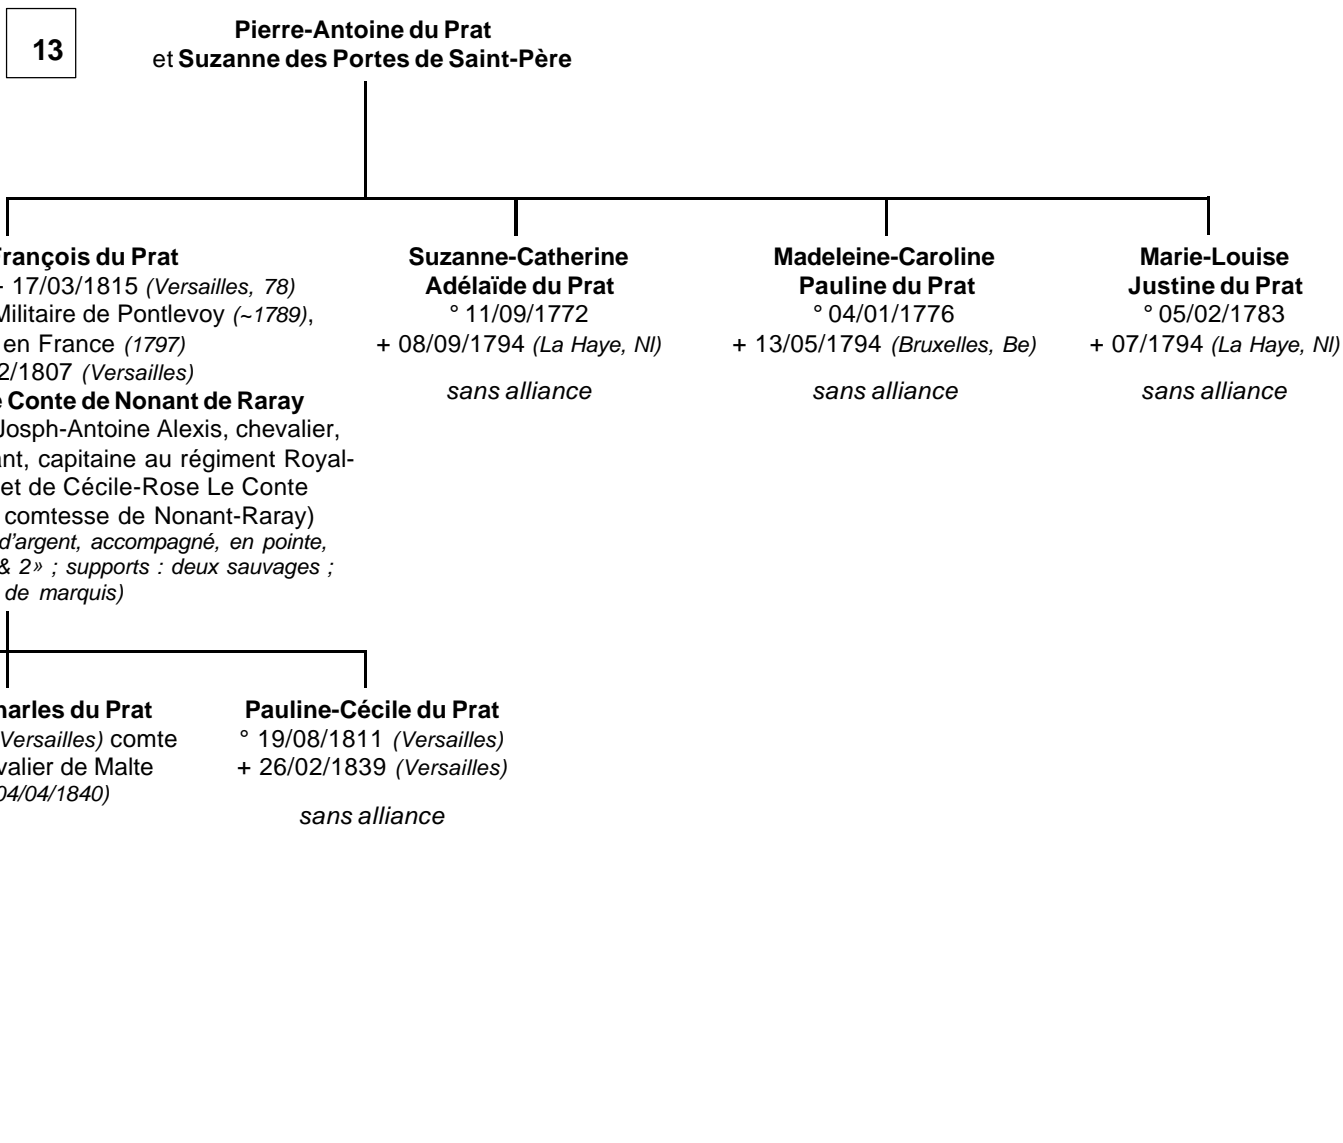 13
Pierre-Antoine du Prat
et Suzanne des Portes de Saint-Père
François du Prat
17/03/1815 (Versailles, 78)
Militaire de Pontlevoy (~1789),
en France (1797)
2/1807 (Versailles)
Conte de Nonant de Raray
Josph-Antoine Alexis, chevalier,
ant, capitaine au régiment Royal-
et de Cécile-Rose Le Conte
comtesse de Nonant-Raray)
d'argent, accompagné, en pointe,
& 2» ; supports : deux sauvages ;
de marquis)
Suzanne-Catherine
Adélaïde du Prat
° 11/09/1772
+ 08/09/1794 (La Haye, Nl)
sans alliance
Madeleine-Caroline
Pauline du Prat
° 04/01/1776
+ 13/05/1794 (Bruxelles, Be)
sans alliance
Marie-Louise
Justine du Prat
° 05/02/1783
+ 07/1794 (La Haye, Nl)
sans alliance
harles du Prat
Versailles) comte
valier de Malte
04/04/1840)
Pauline-Cécile du Prat
° 19/08/1811 (Versailles)
+ 26/02/1839 (Versailles)
sans alliance